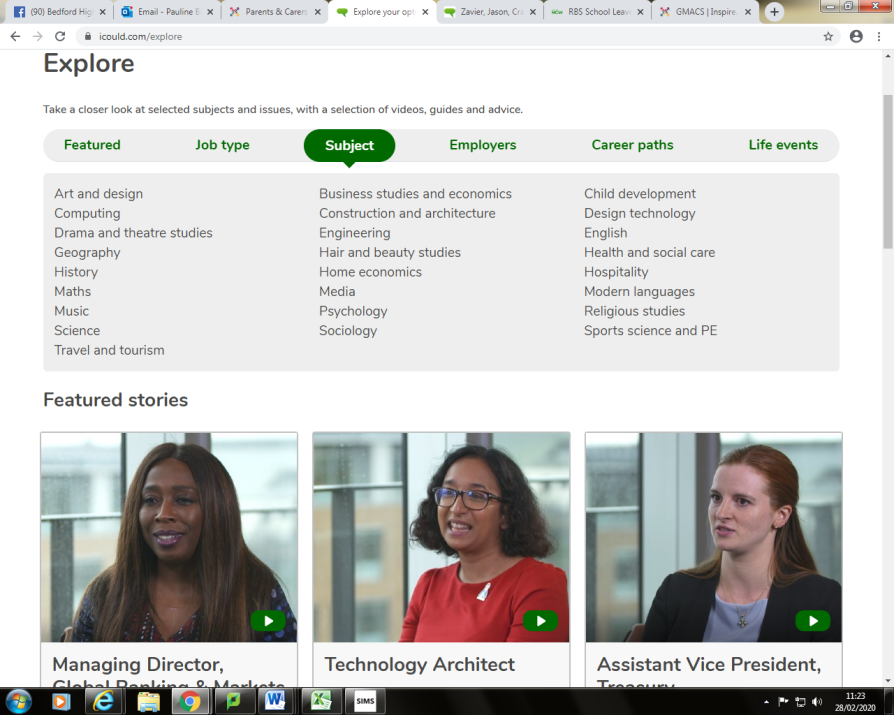 (90) Bedford Hig
Email - Pauline B
Parents & Carers
Explore your opt
Zavier, Jason, Cra
RBS School Leav
GMACS | Inspire
icould.com/explore
Explore
Take a closer look at selected subjects and issues, with a selection of videos, guides and advice.
Featured Job type Subject Employers Career paths Life events
Art and design Business studies and economics Child development
Computing Construction and architecture Design technology
Drama and theatre studies Engineering English
Geography Hair and beauty studies Health and social care
History Home economics Hospitality
Maths Media Modern languages
Music Psychology Religious studies
Science Sociology Sports science and PE
Travel and tourism
Featured stories
Managing Director,
Global Banking & Markets
Technology Architect
Assistant Vice President,
Treasury
SIMS
11:23
28/02/2020